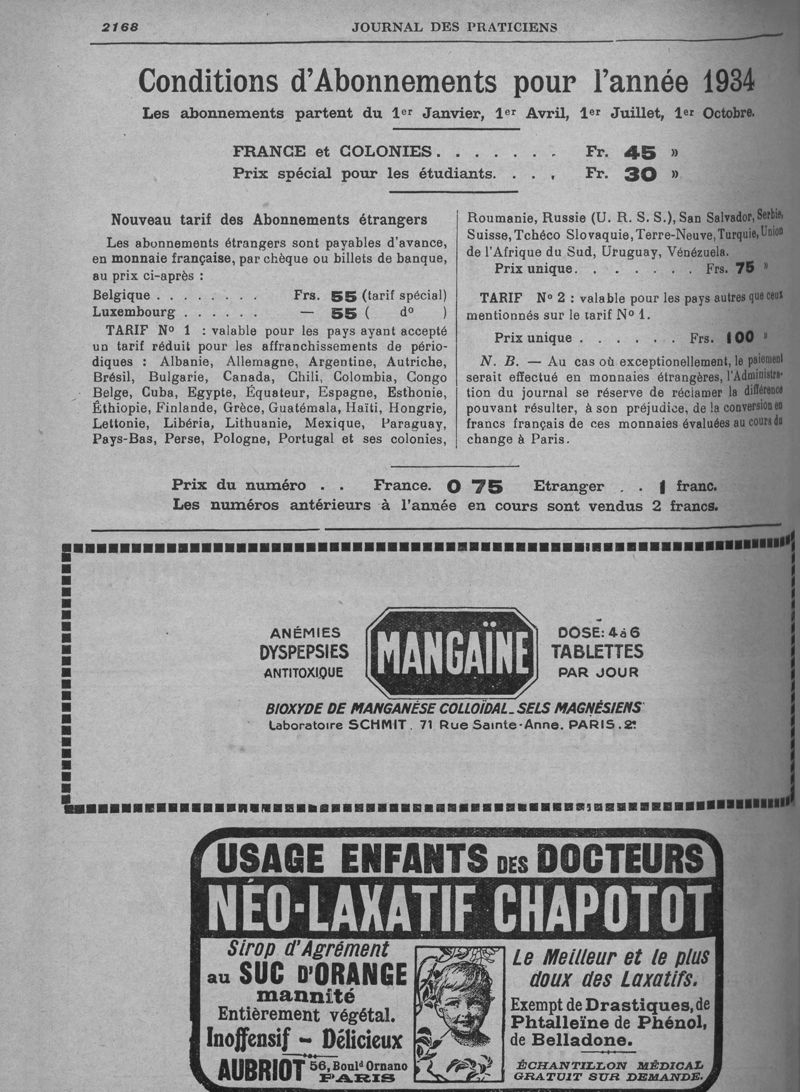 2168
JOURNAL DES PRATICIENS
Conditions d'Abonnements pour l'année 1934
Les abonnements partent du 1er Janvier, 1er Avril, 1er Juillet, 1er Octobre.
FRANCE et COLONIES. . . . . . . Fr. 45 »
Prix spécial pour les étudiants. . . . Fr. 30 »
Nouveau tarif des Abonnements étrangers
Les abonnements étrangers sont payables d'avance,
en monnaie française, par chèque ou billets de banque,
au prix ci-après :
Belgique . . . . . . . . Frs. 55 (tarif spécial)
Luxembourg . . . . . . — 55 ( do )
TARIF No 1 : valable pour les pays ayant accepté
un tarif réduit pour les affranchissements de pério-
diques : Albanie, Allemagne, Argentine, Autriche,
Brésil, Bulgarie, Canada, Chili, Colombia, Congo
Belge, Cuba, Egypte, Équateur, Espagne, Esthonie,
Éthiopie, Finlande, Grèce, Guatémala, Haïti, Hongrie,
Lettonie, Libéria, Lithuanie, Mexique, Paraguay,
Pays-Bas, Perse, Pologne, Portugal et ses colonies,
Roumanie, Russie (U. R. S. S.), San Salvador, Serbie,
Suisse, Tchéco Slovaquie, Terre-Neuve, Turquie, Union
de l'Afrique du Sud, Uruguay, Vénézuela.
Prix unique. . . . . . . Frs. 75 »
TARIF No 2 : valable pour les pays autres que ceux
mentionnés sur le tarif No 1.
Prix unique . . . . . . Frs. 100 »
N. B. — Au cas où exceptionellement, le paiement
serait effectué en monnaies étrangères, l'Administra-
tion du journal se réserve de réclamer la différence
pouvant résulter, à son préjudice, de la conversion en
francs français de ces monnaies évaluées au cours du
change à Paris.
Prix du numéro . . France. 0 75 Etranger . . 1 franc.
Les numéros antérieurs à l'année en cours sont vendus 2 francs.
ANÉMIES
DYSPEPSIES
ANTITOXIQUE
MANGAÏNE
DOSE: 4 à 6
TABLETTES
PAR JOUR
BIOXYDE DE MANGANÈSE COLLOÏDAL_SELS MAGNÉSIENS
Laboratoire SCHMIT. 71 Rue Sainte-Anne. PARIS.2e
USAGE ENFANTS DES DOCTEURS
NÉO-LAXATIF CHAPOTOT
Sirop d'Agrément
au SUC D'ORANGE
mannité
Entièrement végétal.
Inoffensif - Délicieux
AUBRIOT 56, Bould Ornano
PARIS
Le Meilleur et le plus
doux des Laxatifs.
Exempt de Drastiques, de
Phtalleïne de Phénol,
de Belladone.
ÉCHANTILLON MÉDICAL
GRATUIT SUR DEMANDE.